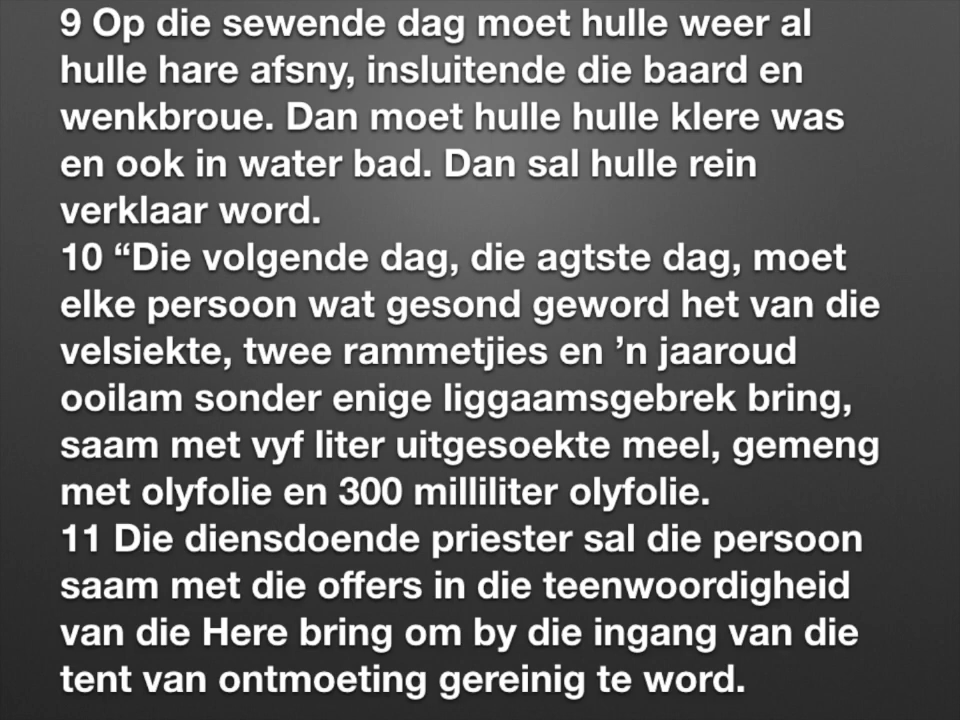 9 Op die sewende dag moet hulle weer al
hulle hare afsny, insluitende die baard en
wenkbroue. Dan moet hulle hulle klere was
en ook in water bad. Dan sal hulle rein
verklaar word.
10 “Die volgende dag, die agtste dag, moet
elke persoon wat gesond geword het van die
velsiekte, twee rammetjies en ’n jaaroud
ooilam sonder enige liggaamsgebrek bring,
saam met vyf liter uitgesoekte meel, gemeng
met olyfolie en 300 milliliter olyfolie.
11 Die diensdoende priester sal die persoon
saam met die offers in die teenwoordigheid
van die Here bring om by die ingang van die
tent van ontmoeting gereinig te word.